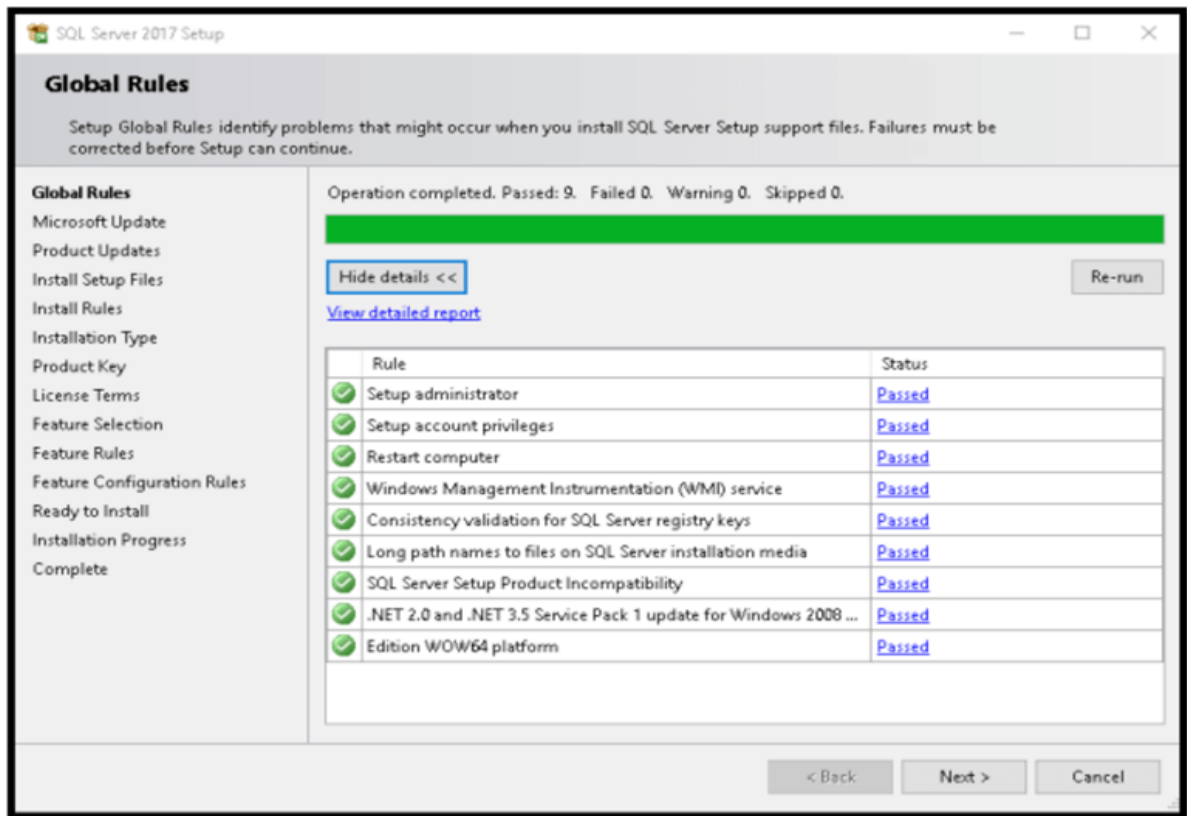 SQL Server 2017 Setup
Global Rules
Setup Global Rules identify problems that might occur when you install SQL Server Setup support files. Failures must be
corrected before Setup can continue.
Global Rules
Microsoft Update
Product Updates
Install Setup Files
Install Rules
Installation Type
Product Key
License Terms
Feature Selection
Feature Rules
Feature Configuration Rules
Ready to Install
Installation Progress
Complete
Operation completed. Passed: 9. Failed 0. Warning 0. Skipped 0.
Hide details <<
Re-run
View detailed report
Rule Status
Setup administrator Passed
Setup account privileges Passed
Restart computer Passed
Windows Management Instrumentation (WMI) service Passed
Consistency validation for SQL Server registry keys Passed
Long path names to files on SQL Server installation media Passed
SQL Server Setup Product Incompatibility Passed
.NET 2.0 and .NET 3.5 Service Pack 1 update for Windows 2008 ... Passed
Edition WOW64 platform Passed
< Back Next > Cancel